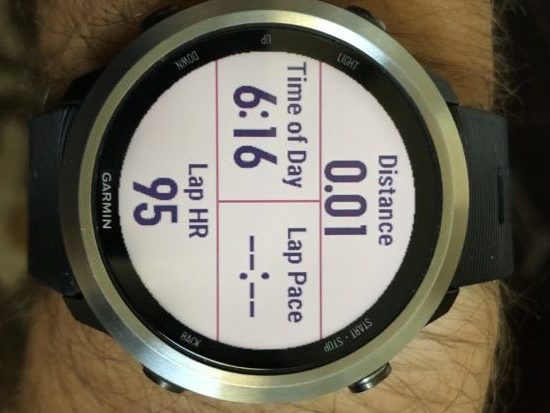 LIGHT
UP
DOWN
START · STOP
BACK
Distance
0.01
Time of Day
6:16
Lap Pace
--:--
Lap HR
95
GARMIN